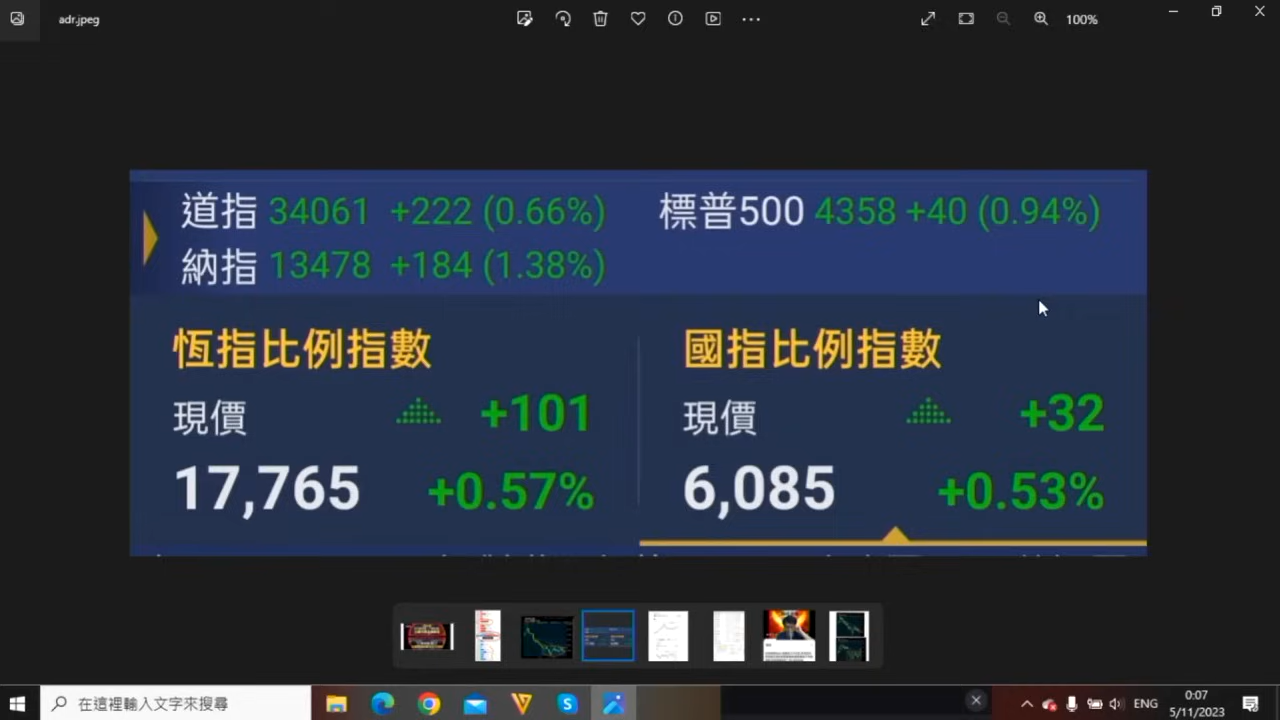 adr.jpeg
100%
道指 34061 +222 (0.66%)
標普500 4358 +40 (0.94%)
納指 13478 +184 (1.38%)
恆指比例指數
現價 +101
17,765 +0.57%
國指比例指數
現價 +32
6,085 +0.53%
在這裡輸入文字來搜尋
ENG
0:07
5/11/2023